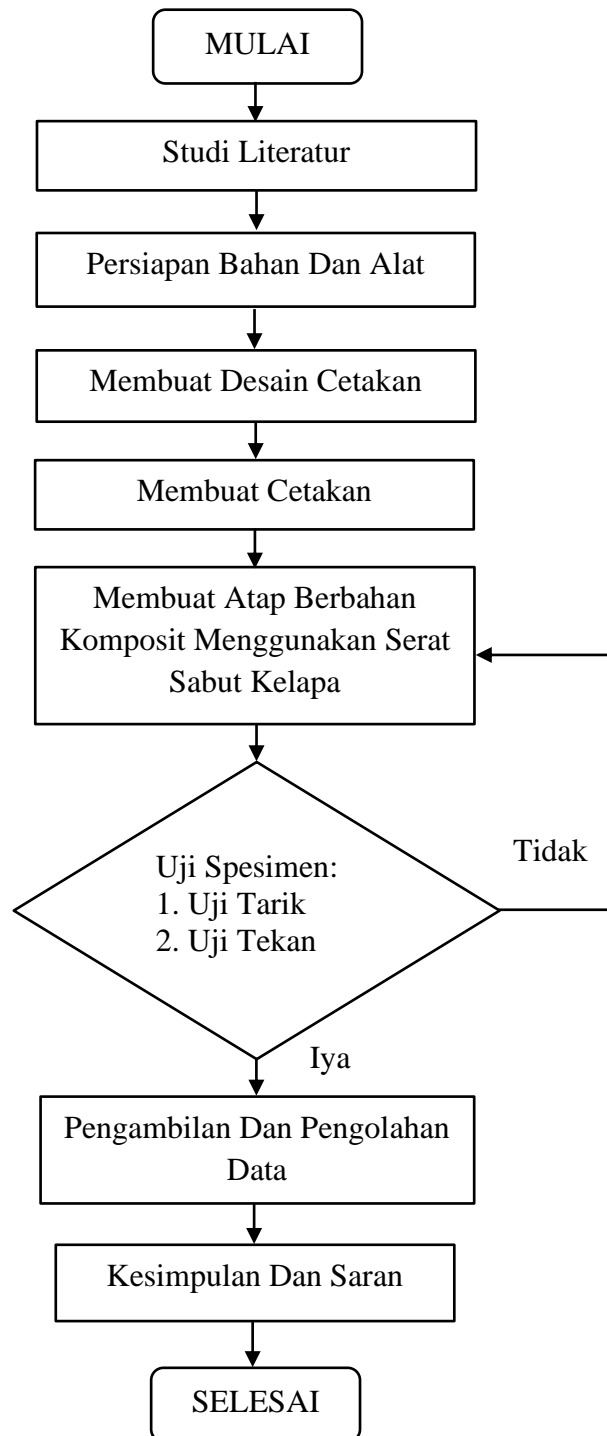 MULAI
Studi Literatur
Persiapan Bahan Dan Alat
Membuat Desain Cetakan
Membuat Cetakan
Membuat Atap Berbahan
Komposit Menggunakan Serat
Sabut Kelapa
Uji Spesimen:
1. Uji Tarik
2. Uji Tekan
Tidak
Iya
Pengambilan Dan Pengolahan
Data
Kesimpulan Dan Saran
SELESAI